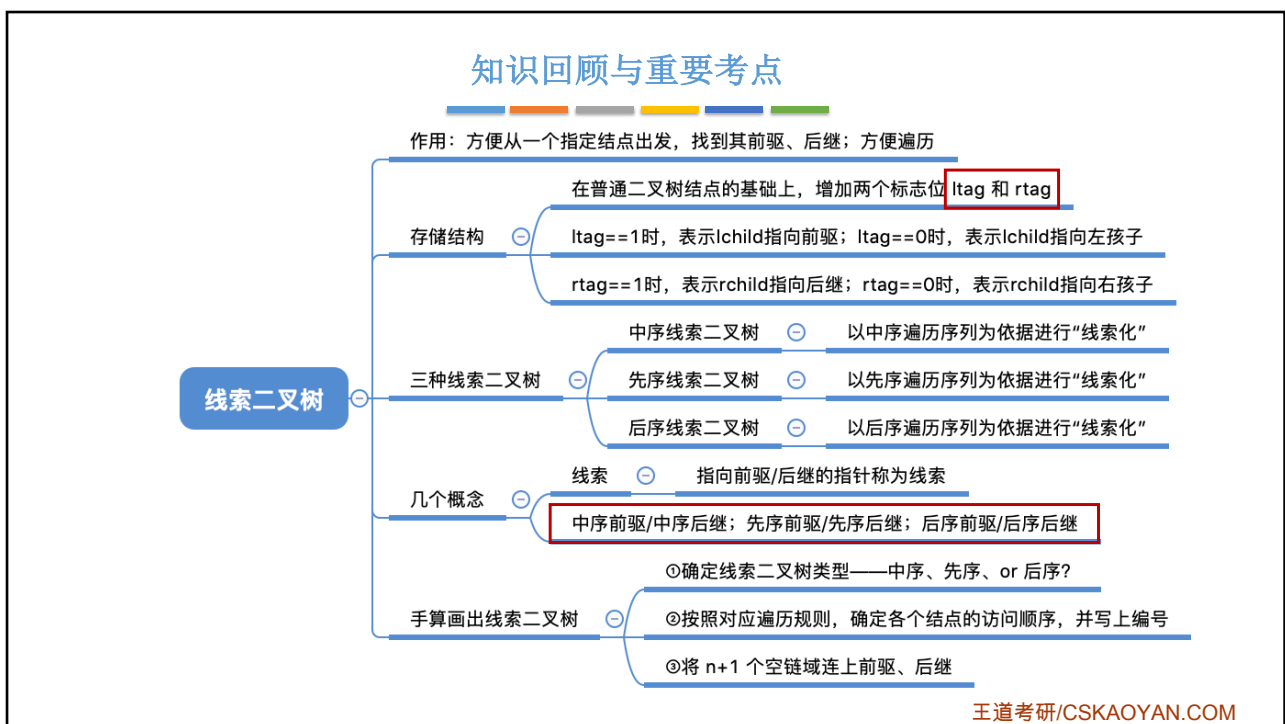 知识回顾与重要考点
作用：方便从一个指定结点出发，找到其前驱、后继；方便遍历
在普通二叉树结点的基础上，增加两个标志位 ltag 和 rtag
存储结构
ltag==1时，表示lchild指向前驱；ltag==0时，表示lchild指向左孩子
rtag==1时，表示rchild指向后继；rtag==0时，表示rchild指向右孩子
中序线索二叉树
以中序遍历序列为依据进行“线索化”
线索二叉树
三种线索二叉树
先序线索二叉树
以先序遍历序列为依据进行“线索化”
后序线索二叉树
以后序遍历序列为依据进行“线索化”
几个概念
线索
指向前驱/后继的指针称为线索
中序前驱/中序后继；先序前驱/先序后继；后序前驱/后序后继
手算画出线索二叉树
①确定线索二叉树类型——中序、先序、or 后序？
②按照对应遍历规则，确定各个结点的访问顺序，并写上编号
③将 n+1 个空链域连上前驱、后继
王道考研/CSKAOYAN.COM